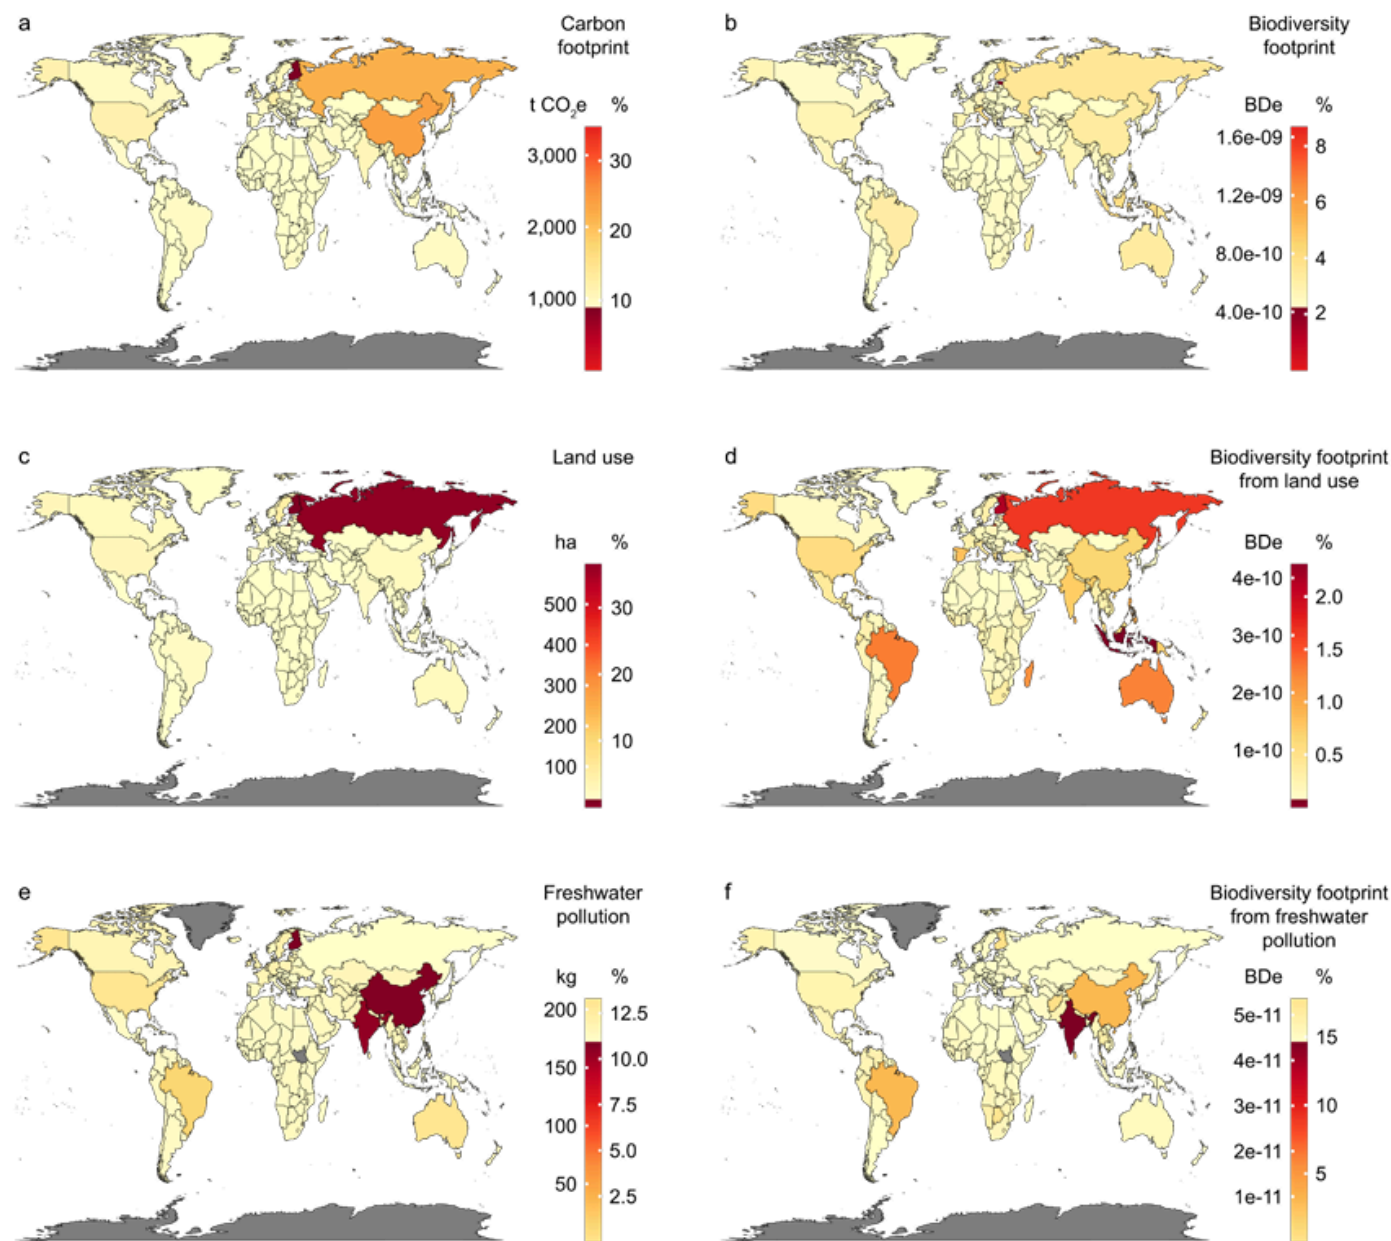 a
Carbon
footprint
t CO₂e %
3,000
30
2,000
20
1,000
10
b
Biodiversity
footprint
BDe %
1.6e-09
8
1.2e-09
6
8.0e-10
4
4.0e-10
2
c
Land use
ha %
500
30
400
300
20
200
10
100
d
Biodiversity footprint
from land use
BDe %
4e-10
2.0
3e-10
1.5
2e-10
1.0
1e-10
0.5
e
Freshwater
pollution
kg %
200
12.5
10.0
150
7.5
100
5.0
50
2.5
f
Biodiversity footprint
from freshwater
pollution
BDe %
5e-11
15
4e-11
3e-11
10
2e-11
5
1e-11